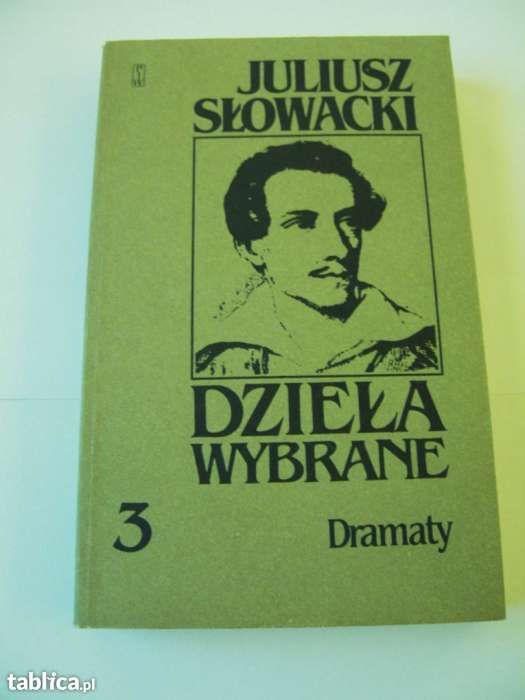 JULIUSZ
SŁOWACKI
DZIEŁA
WYBRANE
3
Dramaty
tablica.pl